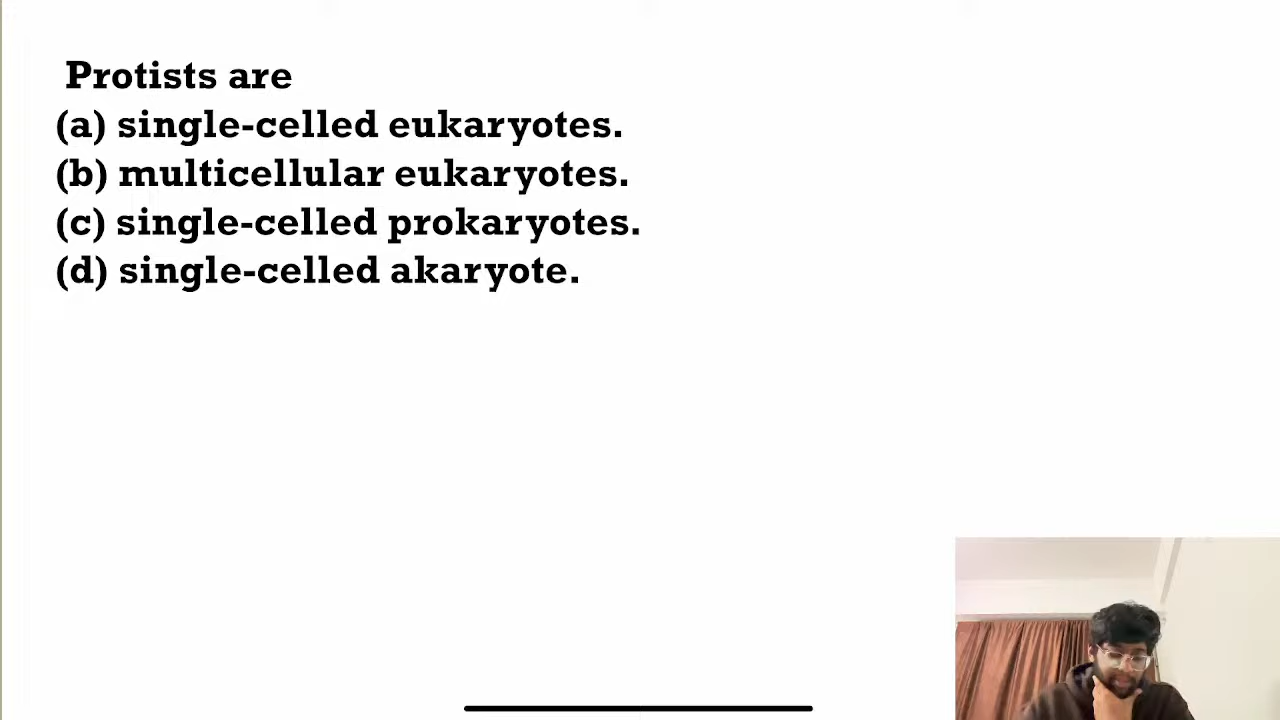 Protists are
(a) single-celled eukaryotes.
(b) multicellular eukaryotes.
(c) single-celled prokaryotes.
(d) single-celled akaryote.